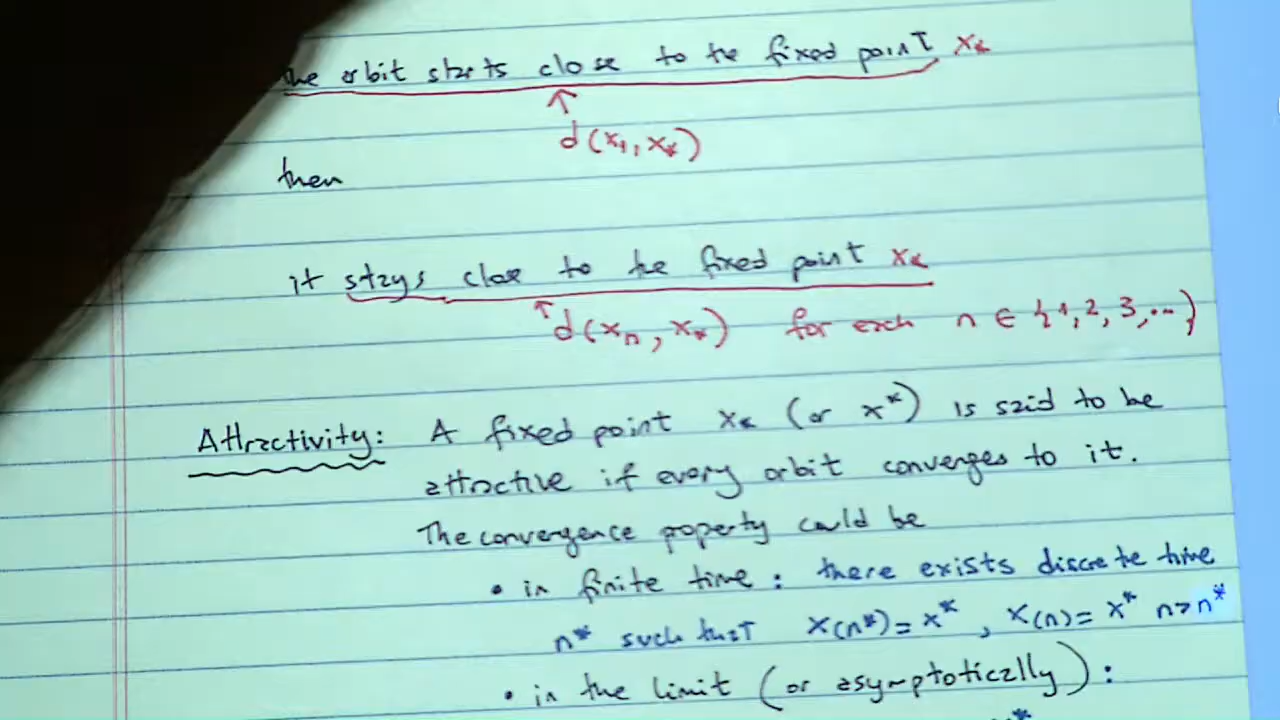 the orbit starts close to the fixed point x*
↑
d(x₁, x*)
then
it stays close to the fixed point x*
↑ d(xₙ, x*) for each n ∈ {1, 2, 3, ...}
Attractivity: A fixed point x* (or x*) is said to be
attractive if every orbit converges to it.
The convergence property could be
• in finite time: there exists discrete time
n* such that x(n*) = x*, x(n) = x* n > n*
• in the limit (or asymptotically):